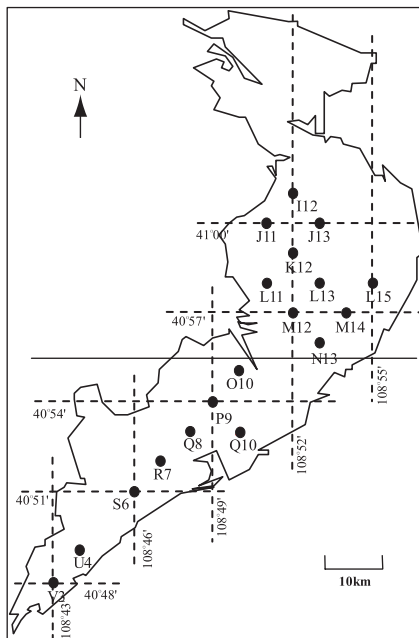 N
I12
41°00'
J11
J13
K12
L11
L13
L15
40°57'
M12
M14
N13
O10
108°55'
40°54'
P9
108°52'
Q8
Q10
R7
40°51'
S6
108°49'
108°46'
U4
V3
40°48'
108°43'
10km